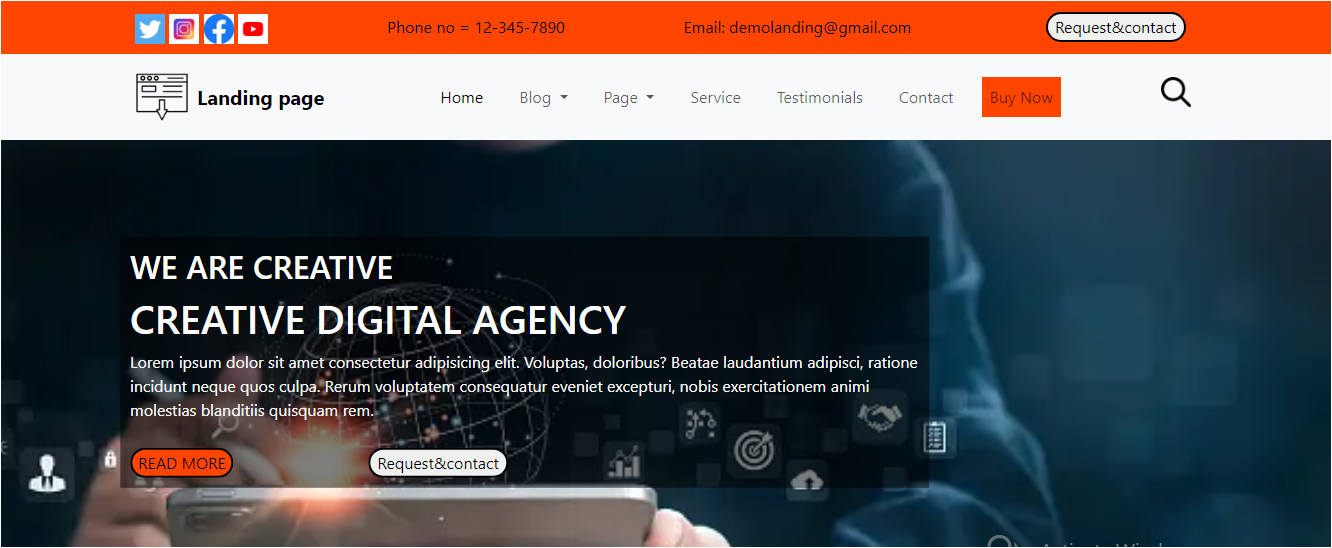 Phone no = 12-345-7890 Email: demolanding@gmail.com Request&contact
Landing page Home Blog Page Service Testimonials Contact Buy Now
WE ARE CREATIVE
CREATIVE DIGITAL AGENCY
Lorem ipsum dolor sit amet consectetur adipisicing elit. Voluptas, doloribus? Beatae laudantium adipisci, ratione
incidunt neque quos culpa. Rerum voluptatem consequatur eveniet excepturi, nobis exercitationem animi
molestias blanditiis quisquam rem.
READ MORE Request&contact